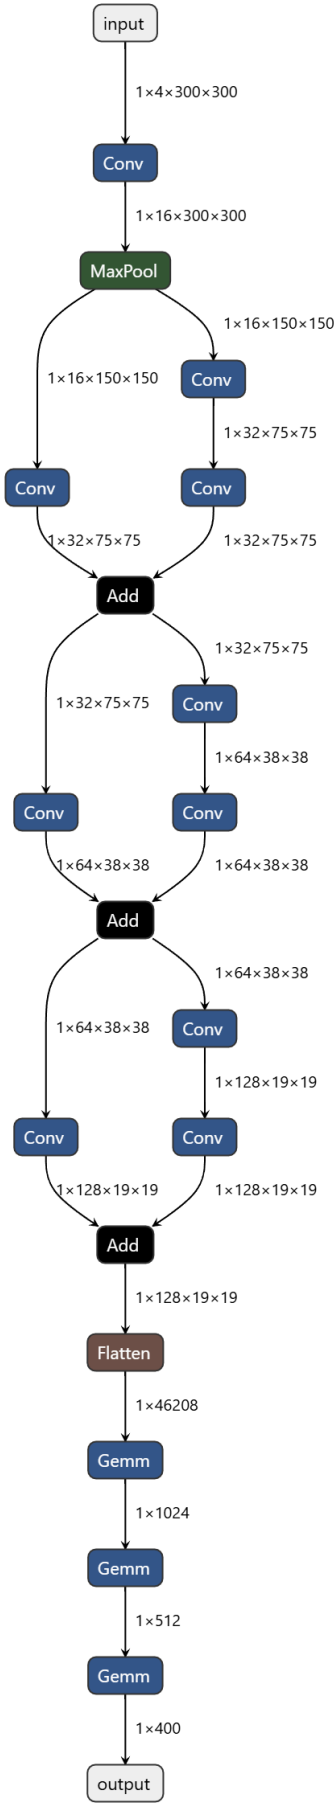 input
1×4×300×300
Conv
1×16×300×300
MaxPool
1×16×150×150
1×16×150×150
Conv
1×32×75×75
Conv
Conv
1×32×75×75
1×32×75×75
Add
1×32×75×75
1×32×75×75
Conv
1×64×38×38
Conv
Conv
1×64×38×38
1×64×38×38
Add
1×64×38×38
1×64×38×38
Conv
1×128×19×19
Conv
Conv
1×128×19×19
1×128×19×19
Add
1×128×19×19
Flatten
1×46208
Gemm
1×1024
Gemm
1×512
Gemm
1×400
output